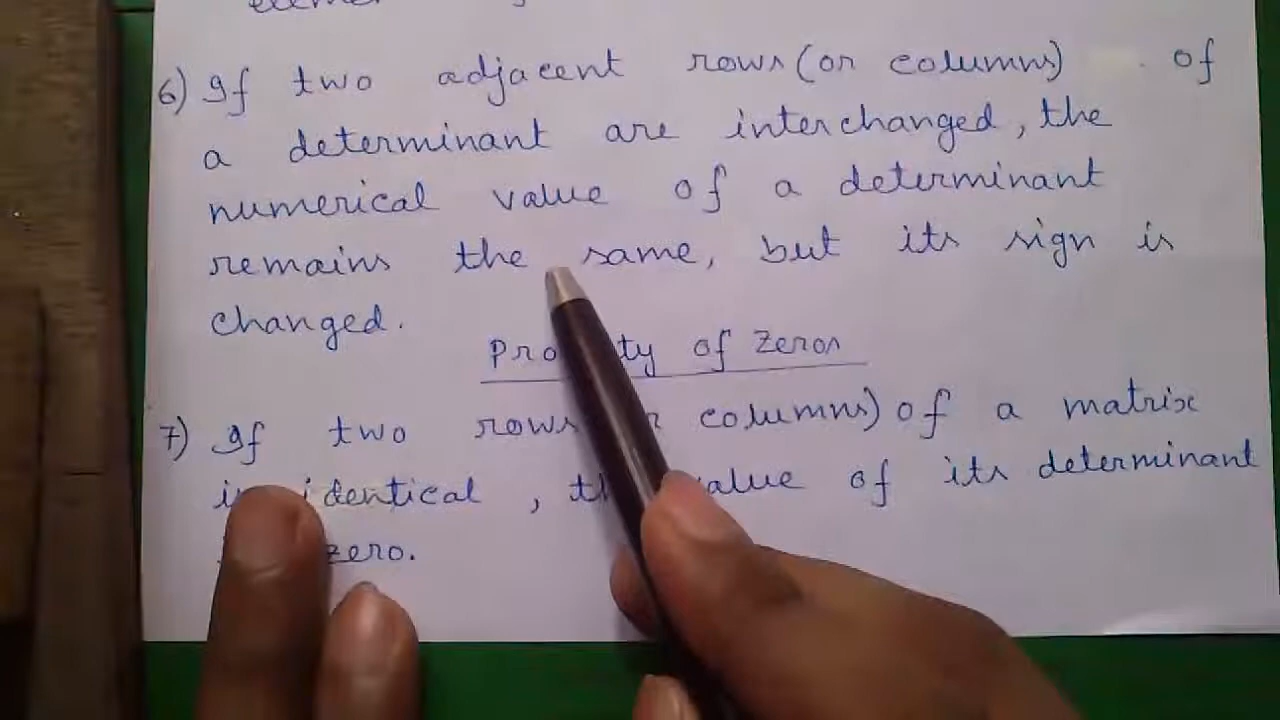 6) If two adjacent rows (or columns) of
a determinant are interchanged, the
numerical value of a determinant
remains the same, but its sign is
changed.
of zeros
7) If two rows columns) of a matrix
identical, value of its determinant
zero.